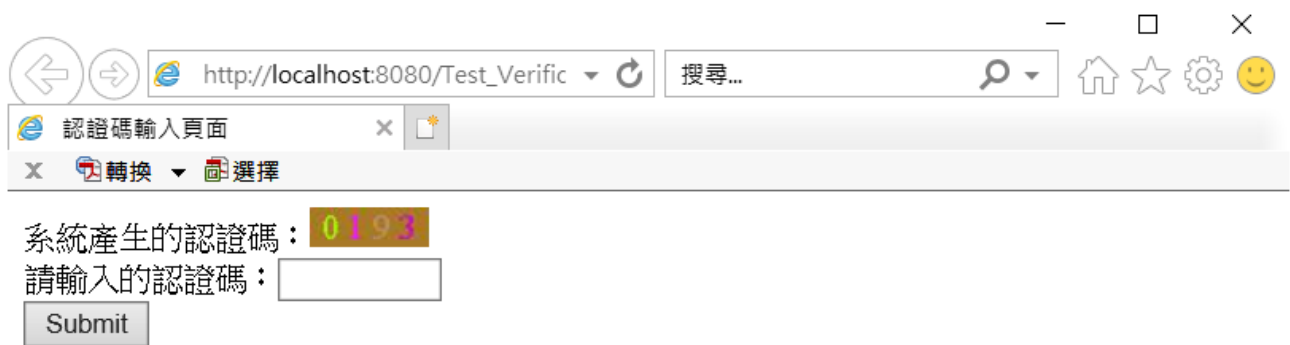 http://localhost:8080/Test_Verific 搜尋...
認證碼輸入頁面
x 轉換 選擇
系統產生的認證碼：0193
請輸入的認證碼：
Submit